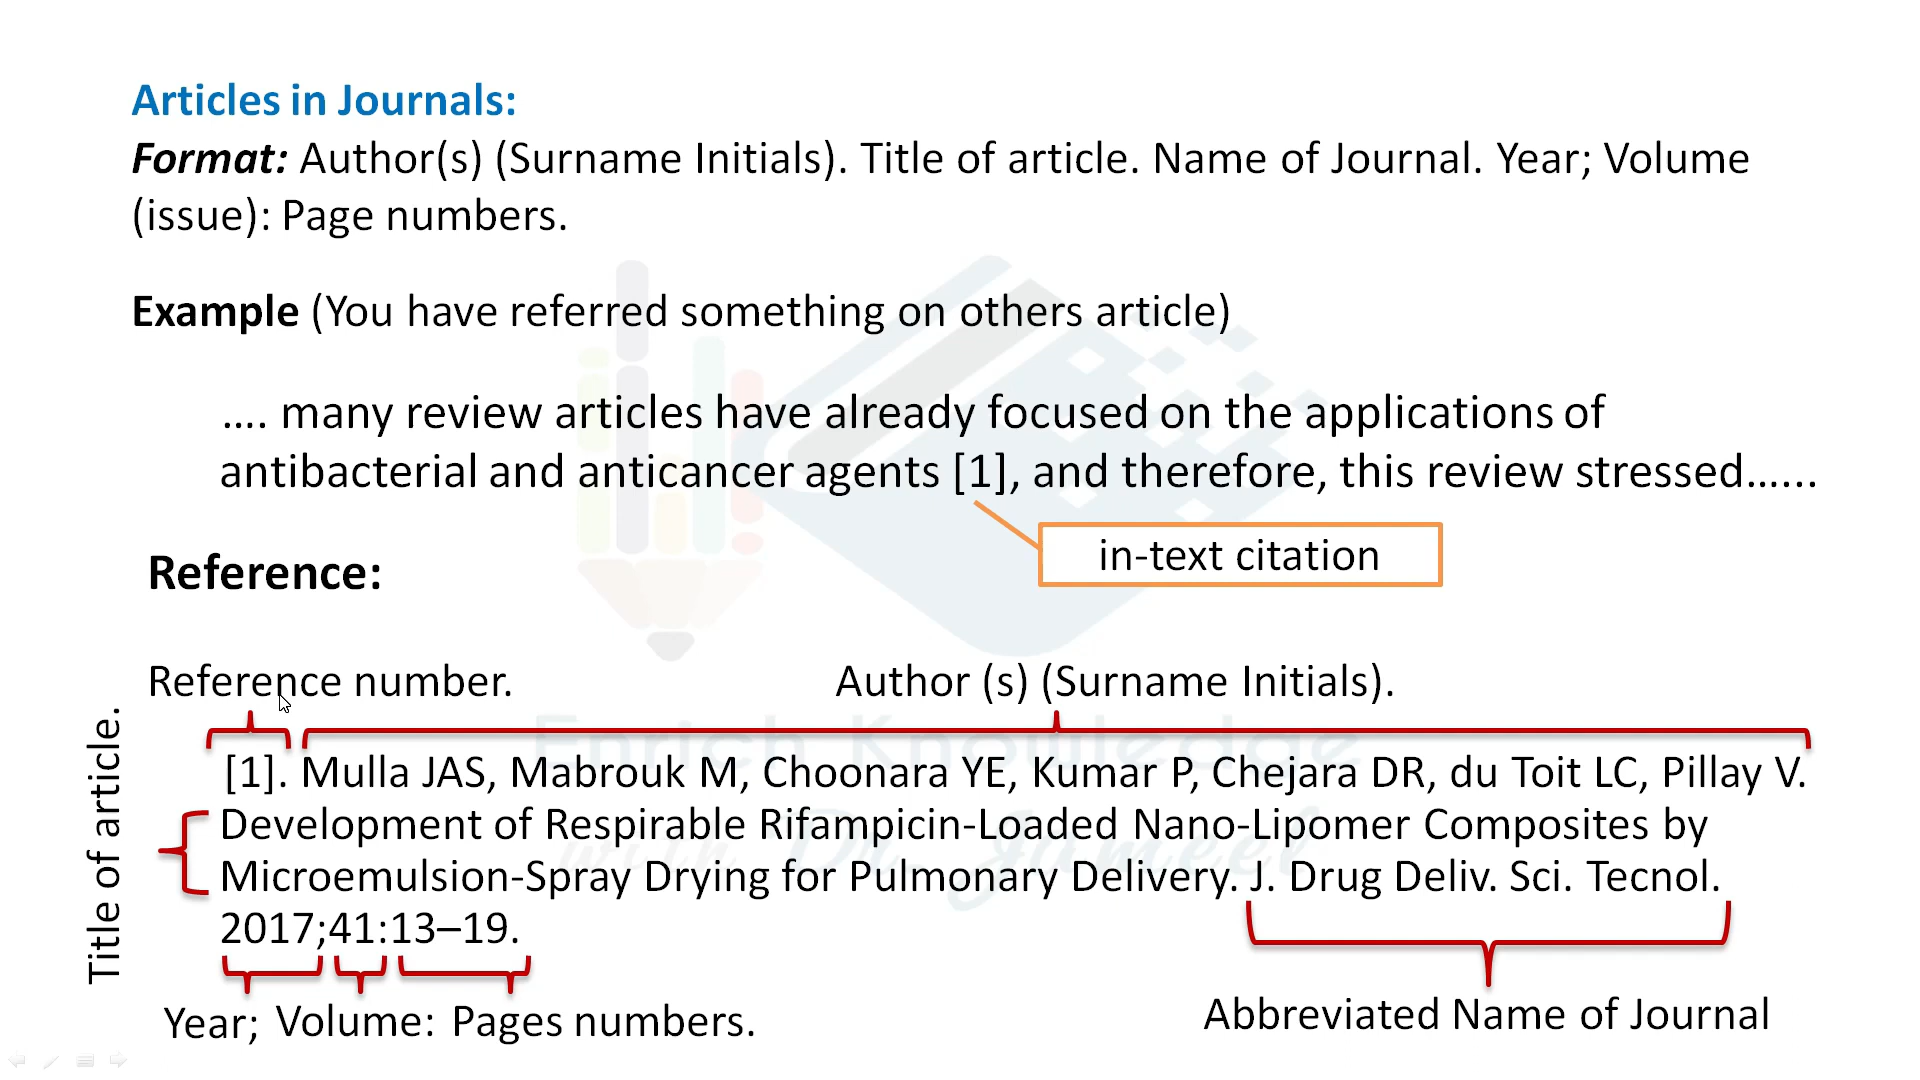 Articles in Journals:
Format: Author(s) (Surname Initials). Title of article. Name of Journal. Year; Volume
(issue): Page numbers.
Example (You have referred something on others article)
.... many review articles have already focused on the applications of
antibacterial and anticancer agents [1], and therefore, this review stressed......
in-text citation
Reference:
Reference number.
Author (s) (Surname Initials).
Title of article.
[1]. Mulla JAS, Mabrouk M, Choonara YE, Kumar P, Chejara DR, du Toit LC, Pillay V.
Development of Respirable Rifampicin-Loaded Nano-Lipomer Composites by
Microemulsion-Spray Drying for Pulmonary Delivery. J. Drug Deliv. Sci. Tecnol.
2017;41:13–19.
Year; Volume: Pages numbers.
Abbreviated Name of Journal
Enrich Knowledge
with Dr. Jameel